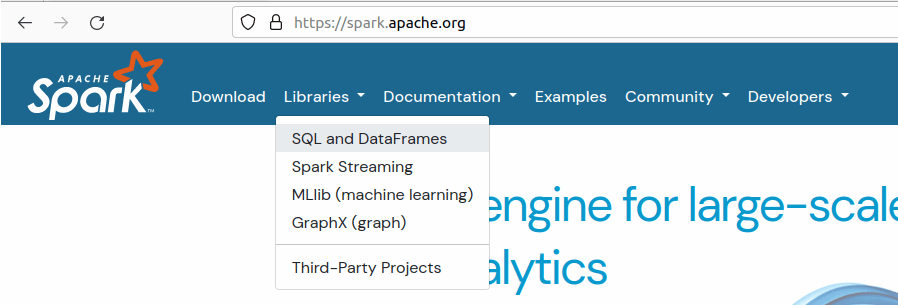 https://spark.apache.org
APACHE
Spark™
Download Libraries Documentation Examples Community Developers
SQL and DataFrames
Spark Streaming
MLlib (machine learning)
GraphX (graph)
engine for large-scale
Third-Party Projects
alytics